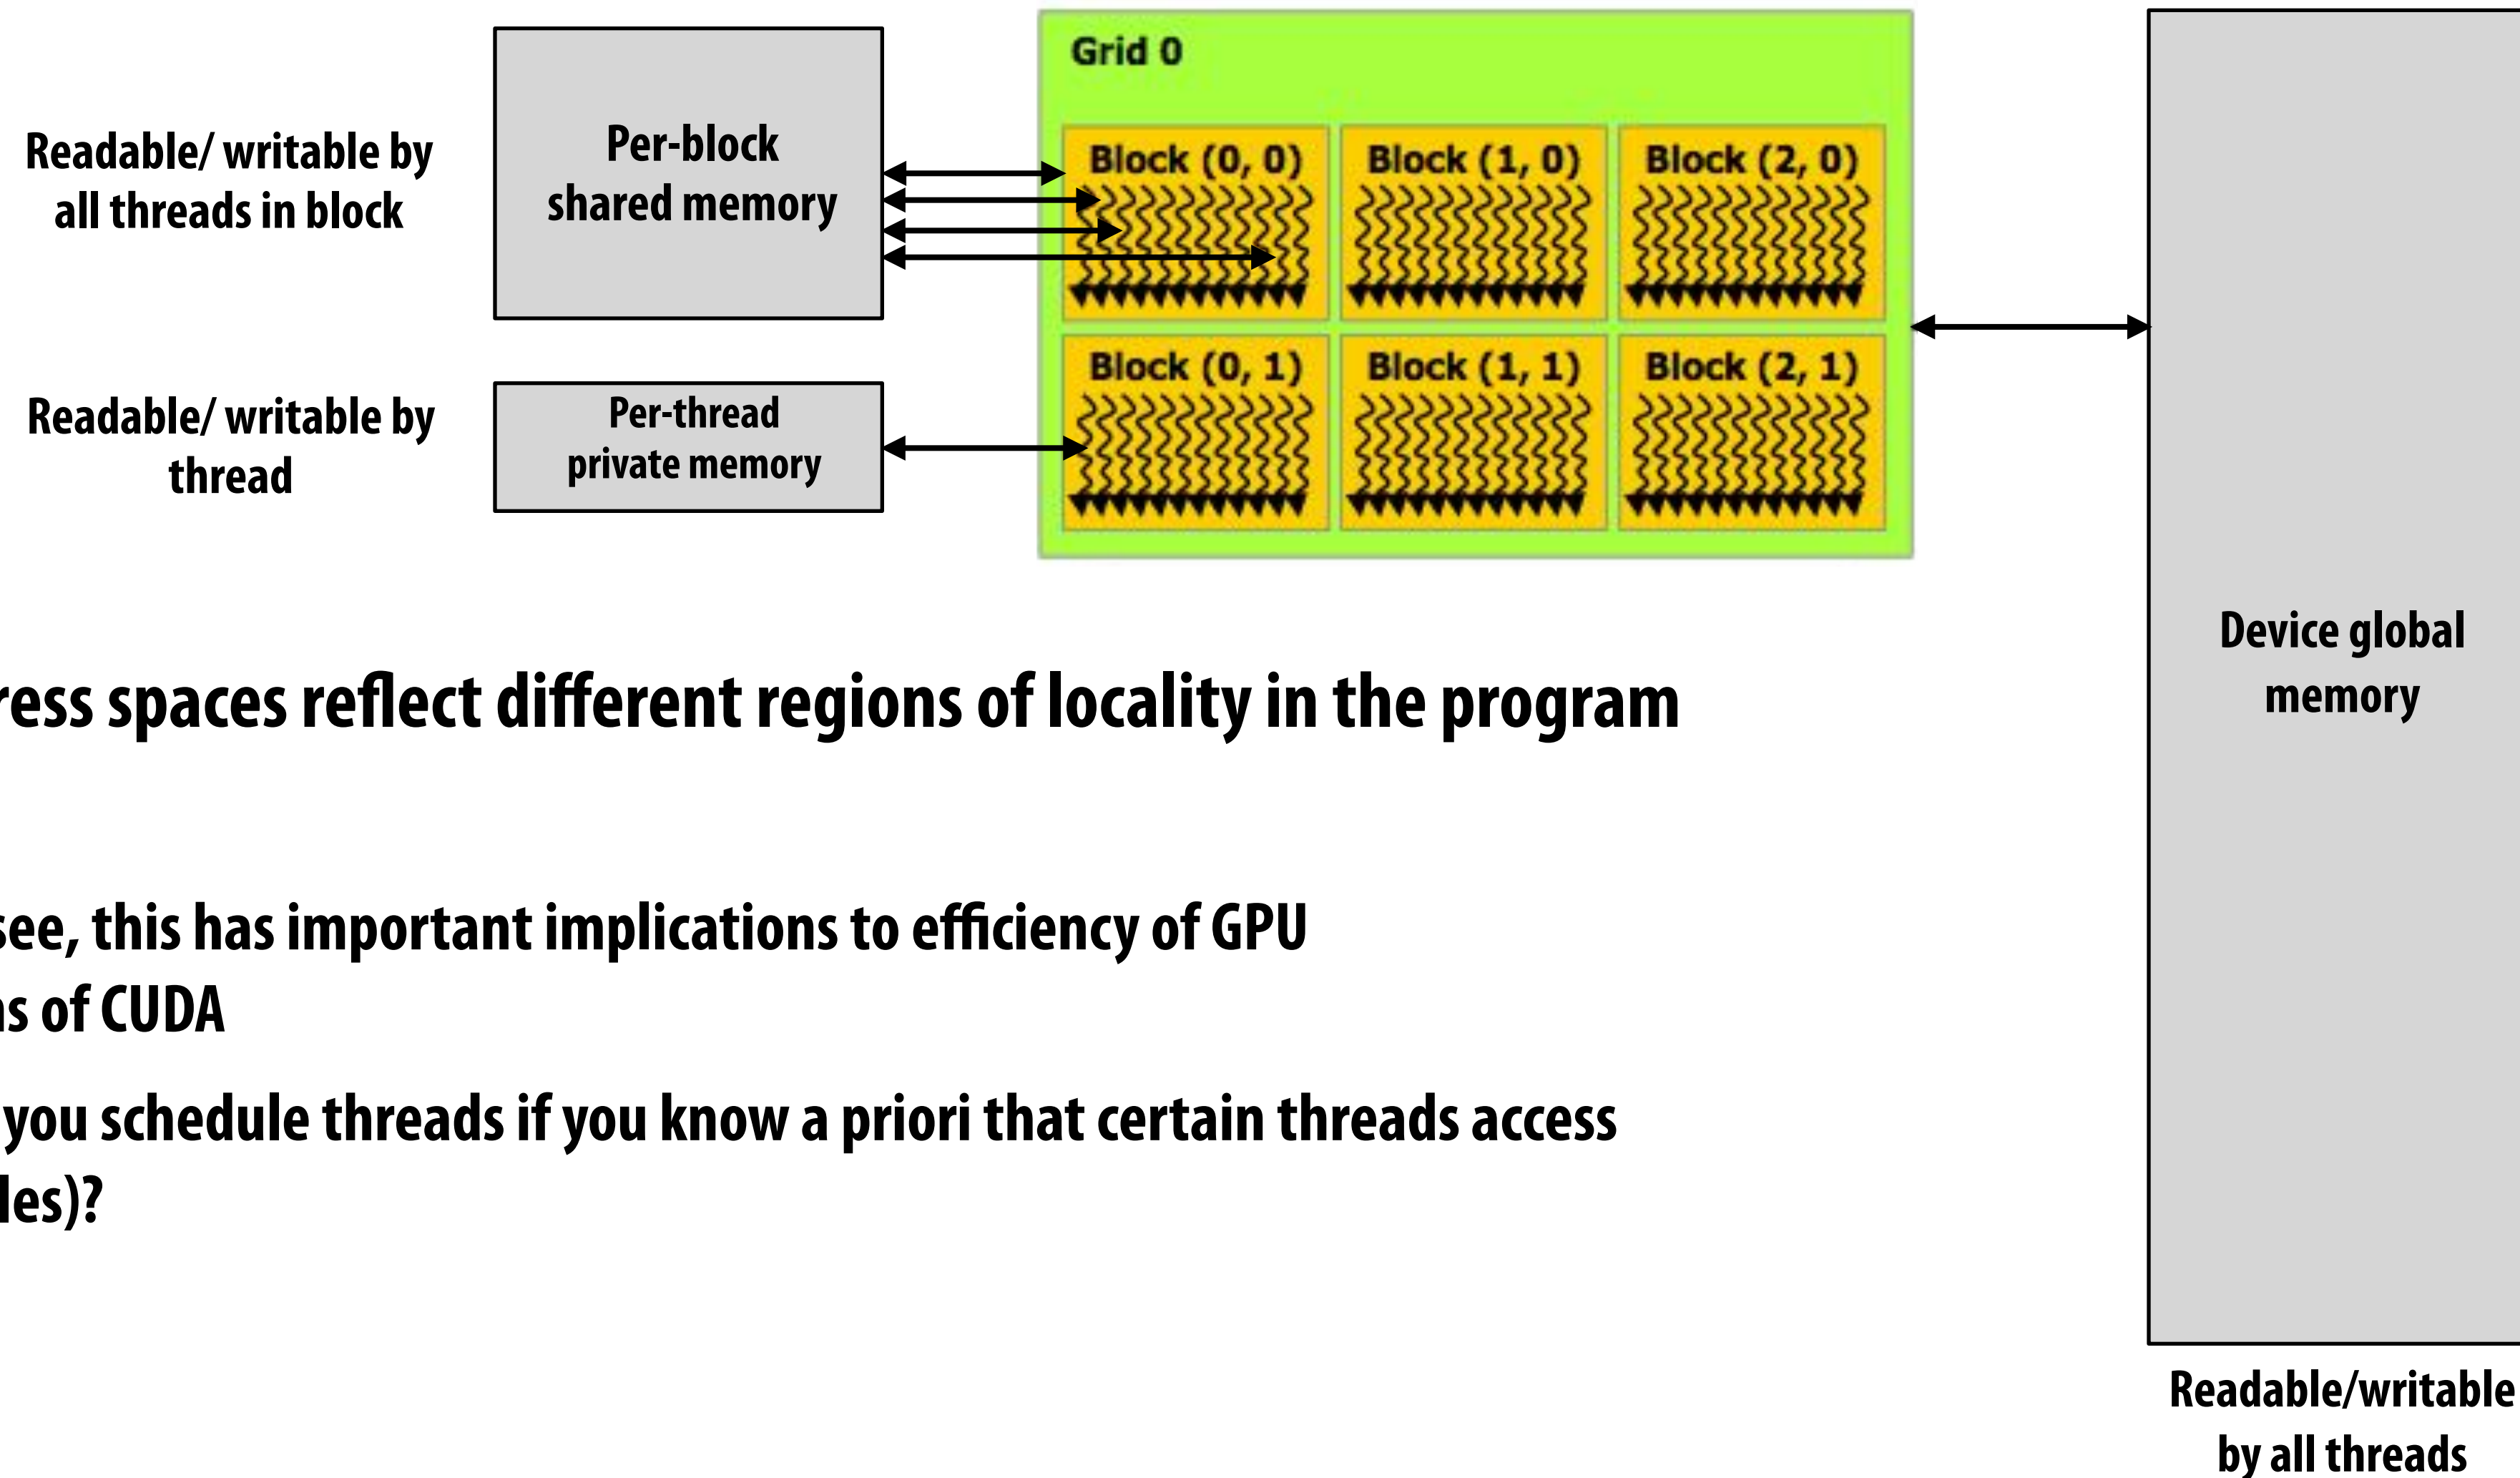 Grid 0
Readable/ writable by
all threads in block
Per-block
shared memory
Block (0, 0)
Block (1, 0)
Block (2, 0)
Readable/ writable by
thread
Per-thread
private memory
Block (0, 1)
Block (1, 1)
Block (2, 1)
Device global
memory
ress spaces reflect different regions of locality in the program
see, this has important implications to efficiency of GPU
ns of CUDA
you schedule threads if you know a priori that certain threads access
les)?
Readable/writable
by all threads